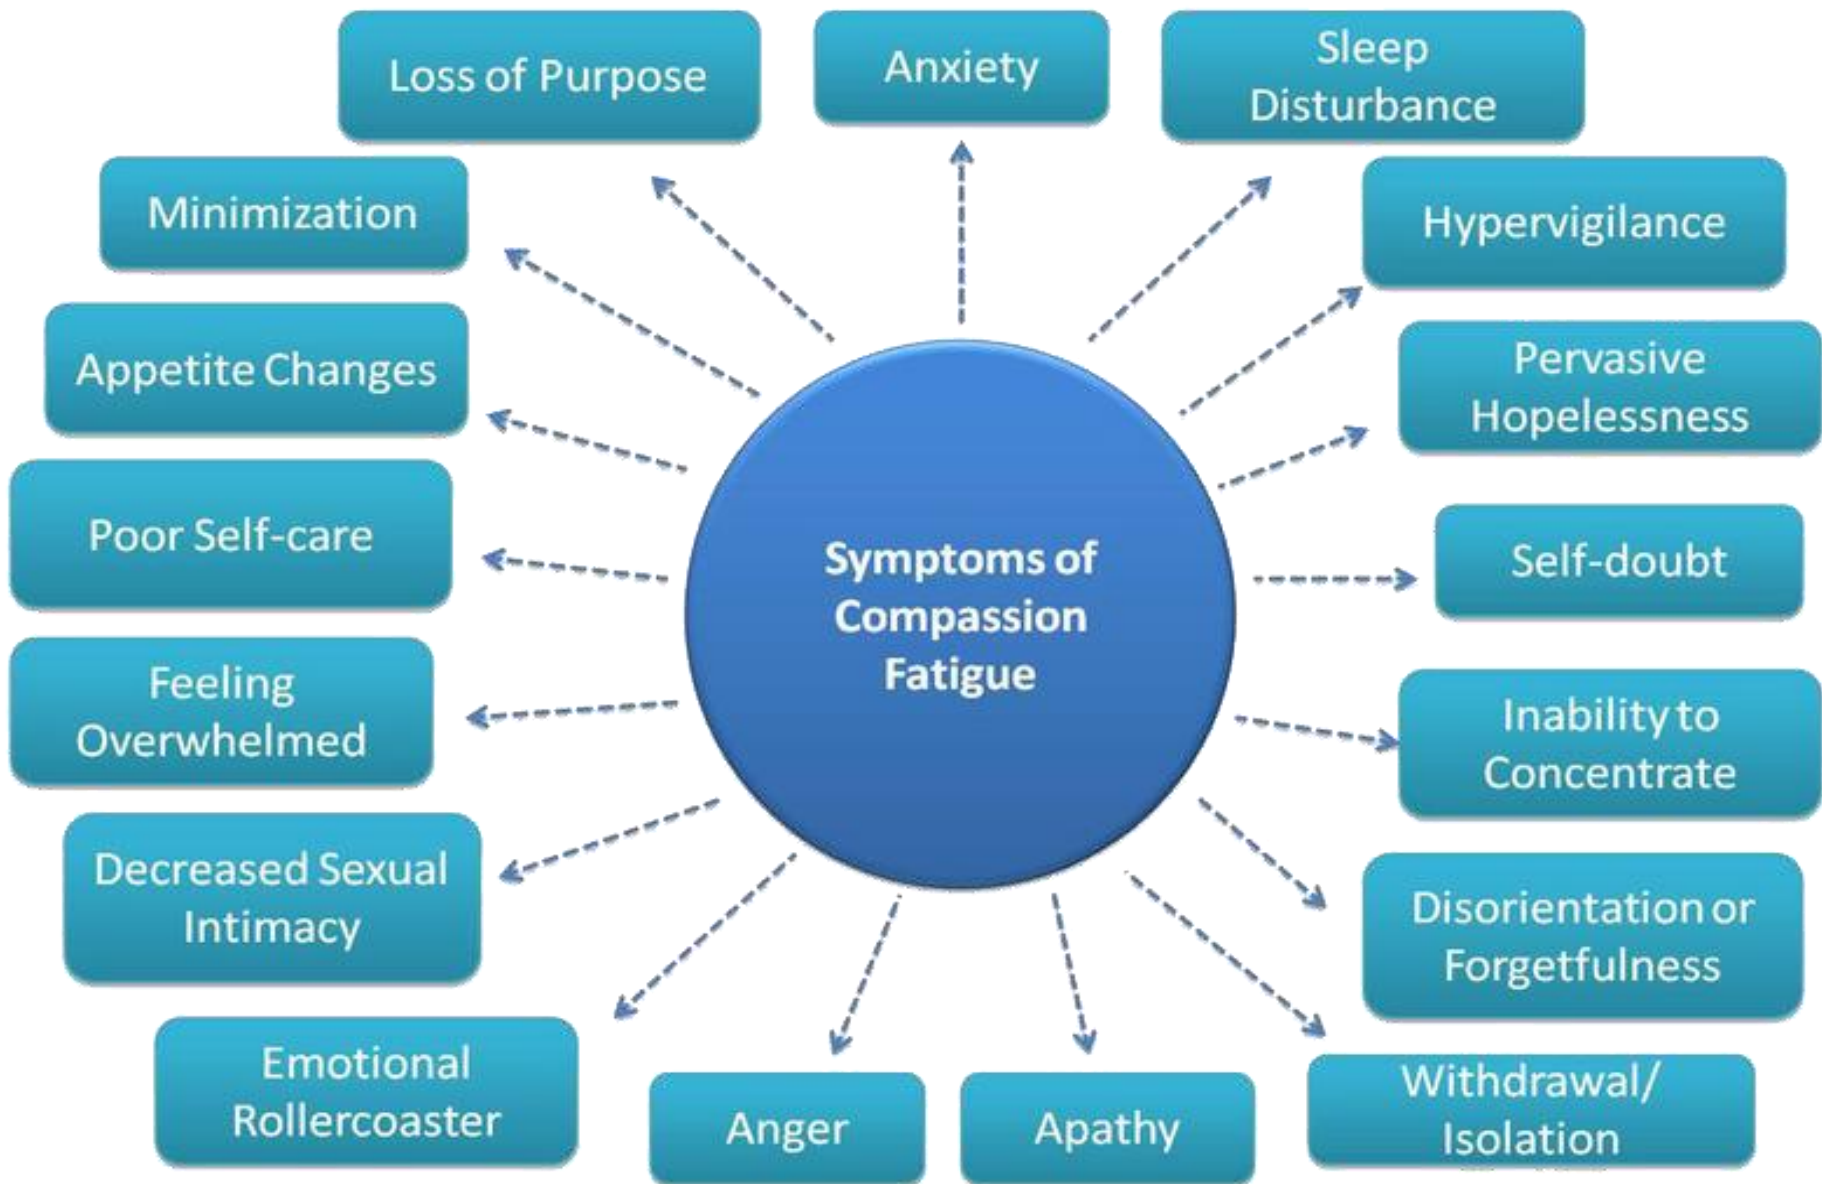 Loss of Purpose
Anxiety
Sleep
Disturbance
Minimization
Hypervigilance
Appetite Changes
Pervasive
Hopelessness
Poor Self-care
Symptoms of
Compassion
Fatigue
Self-doubt
Feeling
Overwhelmed
Inability to
Concentrate
Decreased Sexual
Intimacy
Disorientation or
Forgetfulness
Emotional
Rollercoaster
Anger
Apathy
Withdrawal/
Isolation